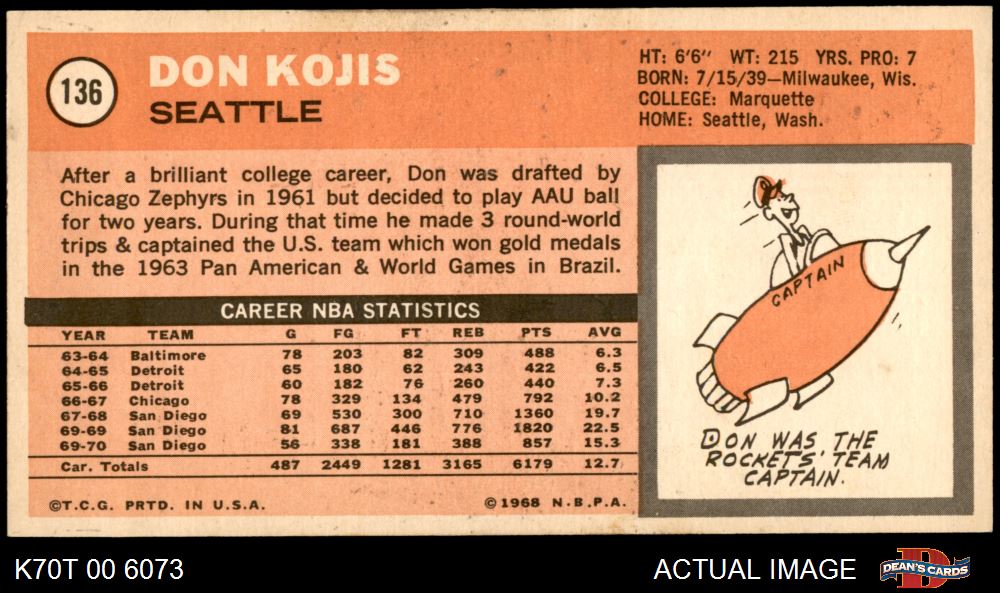 136
DON KOJIS
SEATTLE
HT: 6'6" WT: 215 YRS. PRO: 7
BORN: 7/15/39—Milwaukee, Wis.
COLLEGE: Marquette
HOME: Seattle, Wash.
After a brilliant college career, Don was drafted by
Chicago Zephyrs in 1961 but decided to play AAU ball
for two years. During that time he made 3 round-world
trips & captained the U.S. team which won gold medals
in the 1963 Pan American & World Games in Brazil.
CAREER NBA STATISTICS
YEAR TEAM G FG FT REB PTS AVG
63-64 Baltimore 78 203 82 309 488 6.3
64-65 Detroit 65 180 62 243 422 6.5
65-66 Detroit 60 182 76 260 440 7.3
66-67 Chicago 78 329 134 479 792 10.2
67-68 San Diego 69 530 300 710 1360 19.7
69-69 San Diego 81 687 446 776 1820 22.5
69-70 San Diego 56 338 181 388 857 15.3
Car. Totals 487 2449 1281 3165 6179 12.7
©T.C.G. PRTD. IN U.S.A. ©1968 N.B.P.A.
CAPTAIN
DON WAS THE
ROCKETS' TEAM
CAPTAIN.
K70T 00 6073
ACTUAL IMAGE
D
DEAN'S CARDS